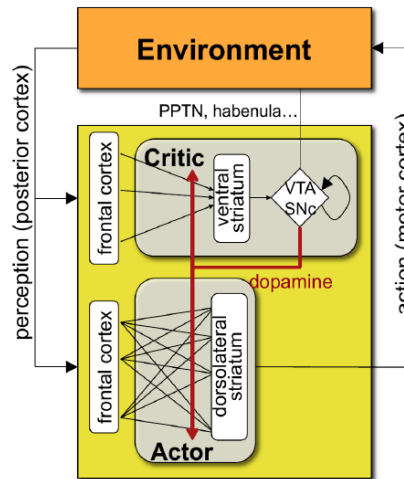 Environment
PPTN, habenula…
perception (posterior cortex)
frontal cortex
Critic
ventral
striatum
VTA
SNc
dopamine
frontal cortex
dorsolateral
striatum
Actor
action (motor cortex)